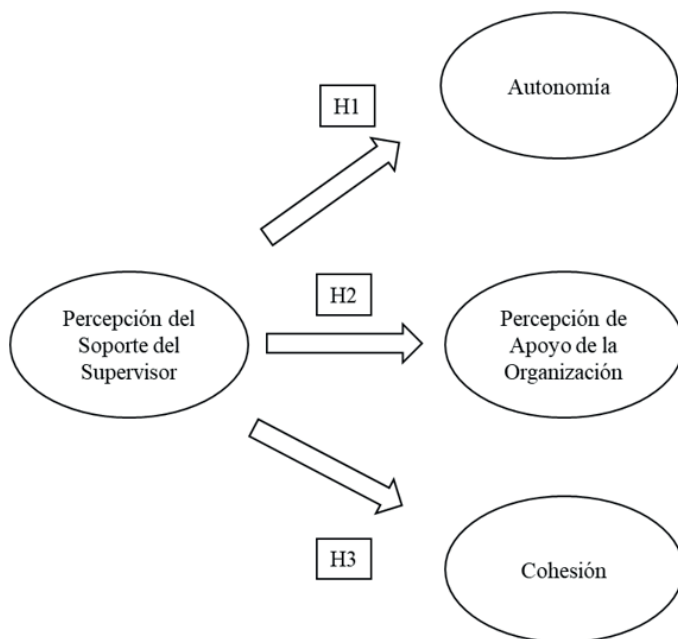 H1
Autonomía
H2
Percepción del
Soporte del
Supervisor
Percepción de
Apoyo de la
Organización
H3
Cohesión